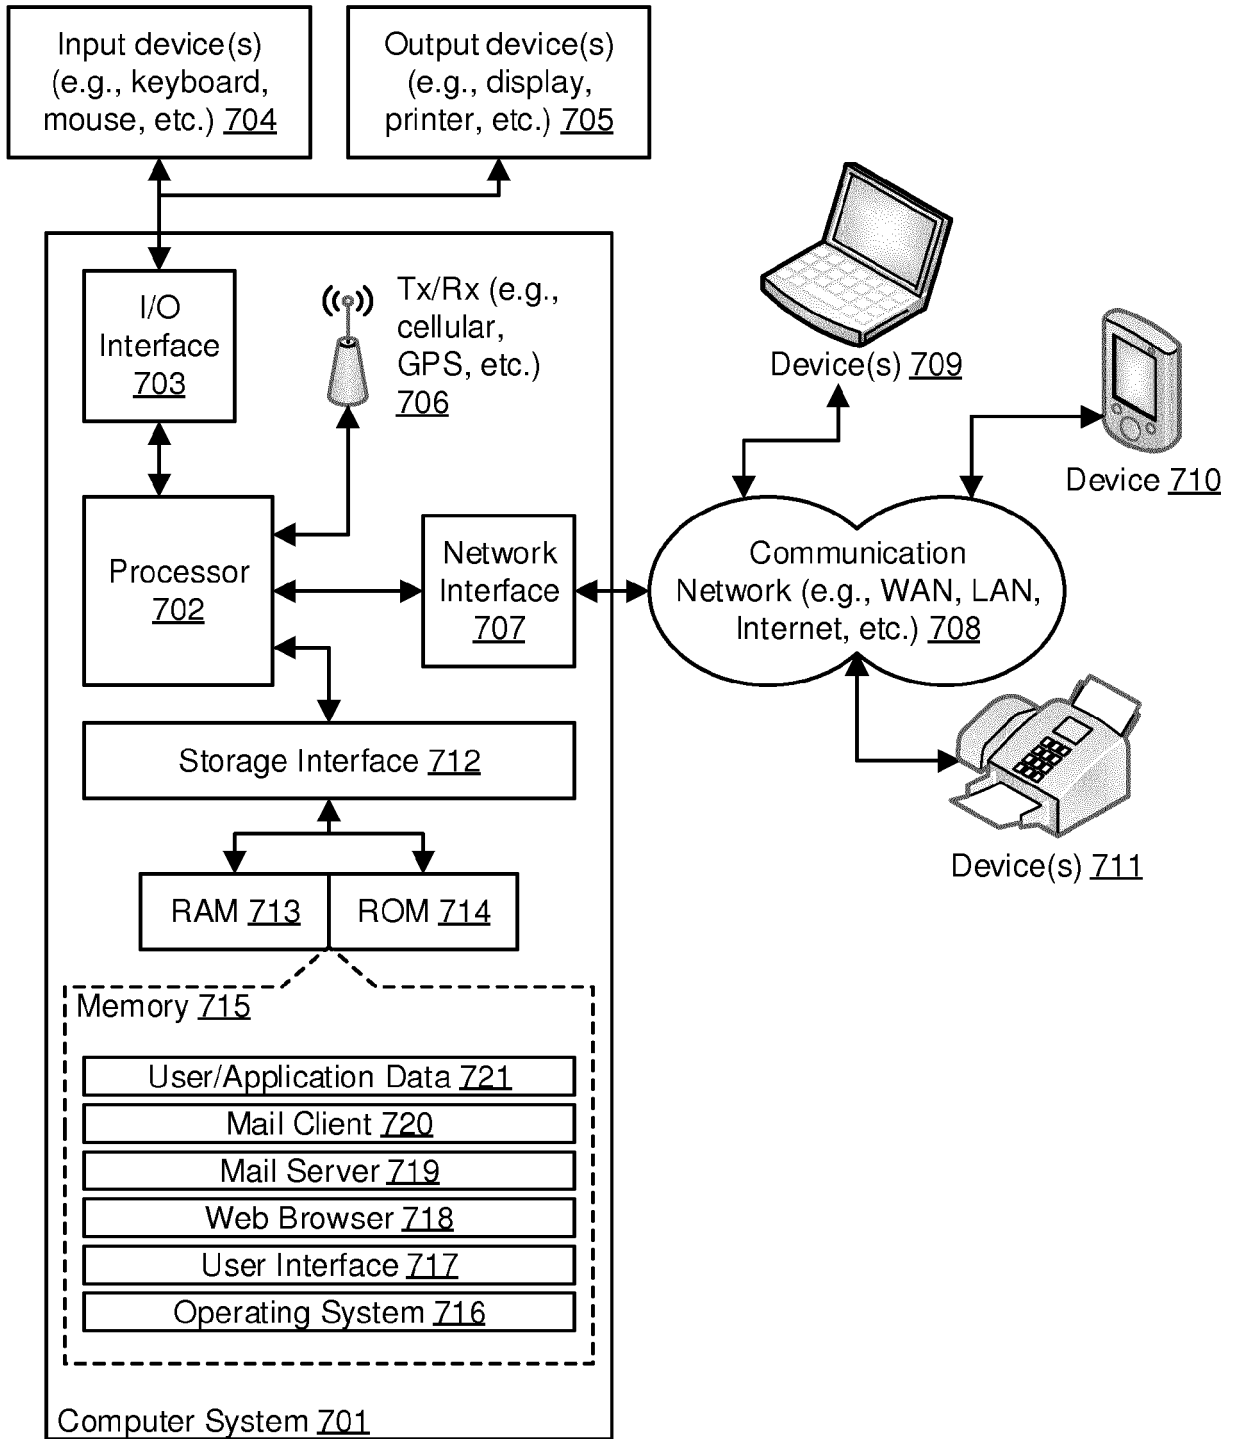 Input device(s)
(e.g., keyboard,
mouse, etc.) 704
Output device(s)
(e.g., display,
printer, etc.) 705
I/O
Interface
703
Tx/Rx (e.g.,
cellular,
GPS, etc.)
706
Device(s) 709
Device 710
Processor
702
Network
Interface
707
Communication
Network (e.g., WAN, LAN,
Internet, etc.) 708
Storage Interface 712
Device(s) 711
RAM 713
ROM 714
Memory 715
User/Application Data 721
Mail Client 720
Mail Server 719
Web Browser 718
User Interface 717
Operating System 716
Computer System 701